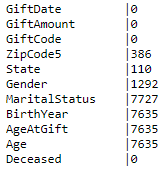 GiftDate |0
GiftAmount |0
GiftCode |0
ZipCode5 |386
State |110
Gender |1292
MaritalStatus |7727
BirthYear |7635
AgeAtGift |7635
Age |7635
Deceased |0